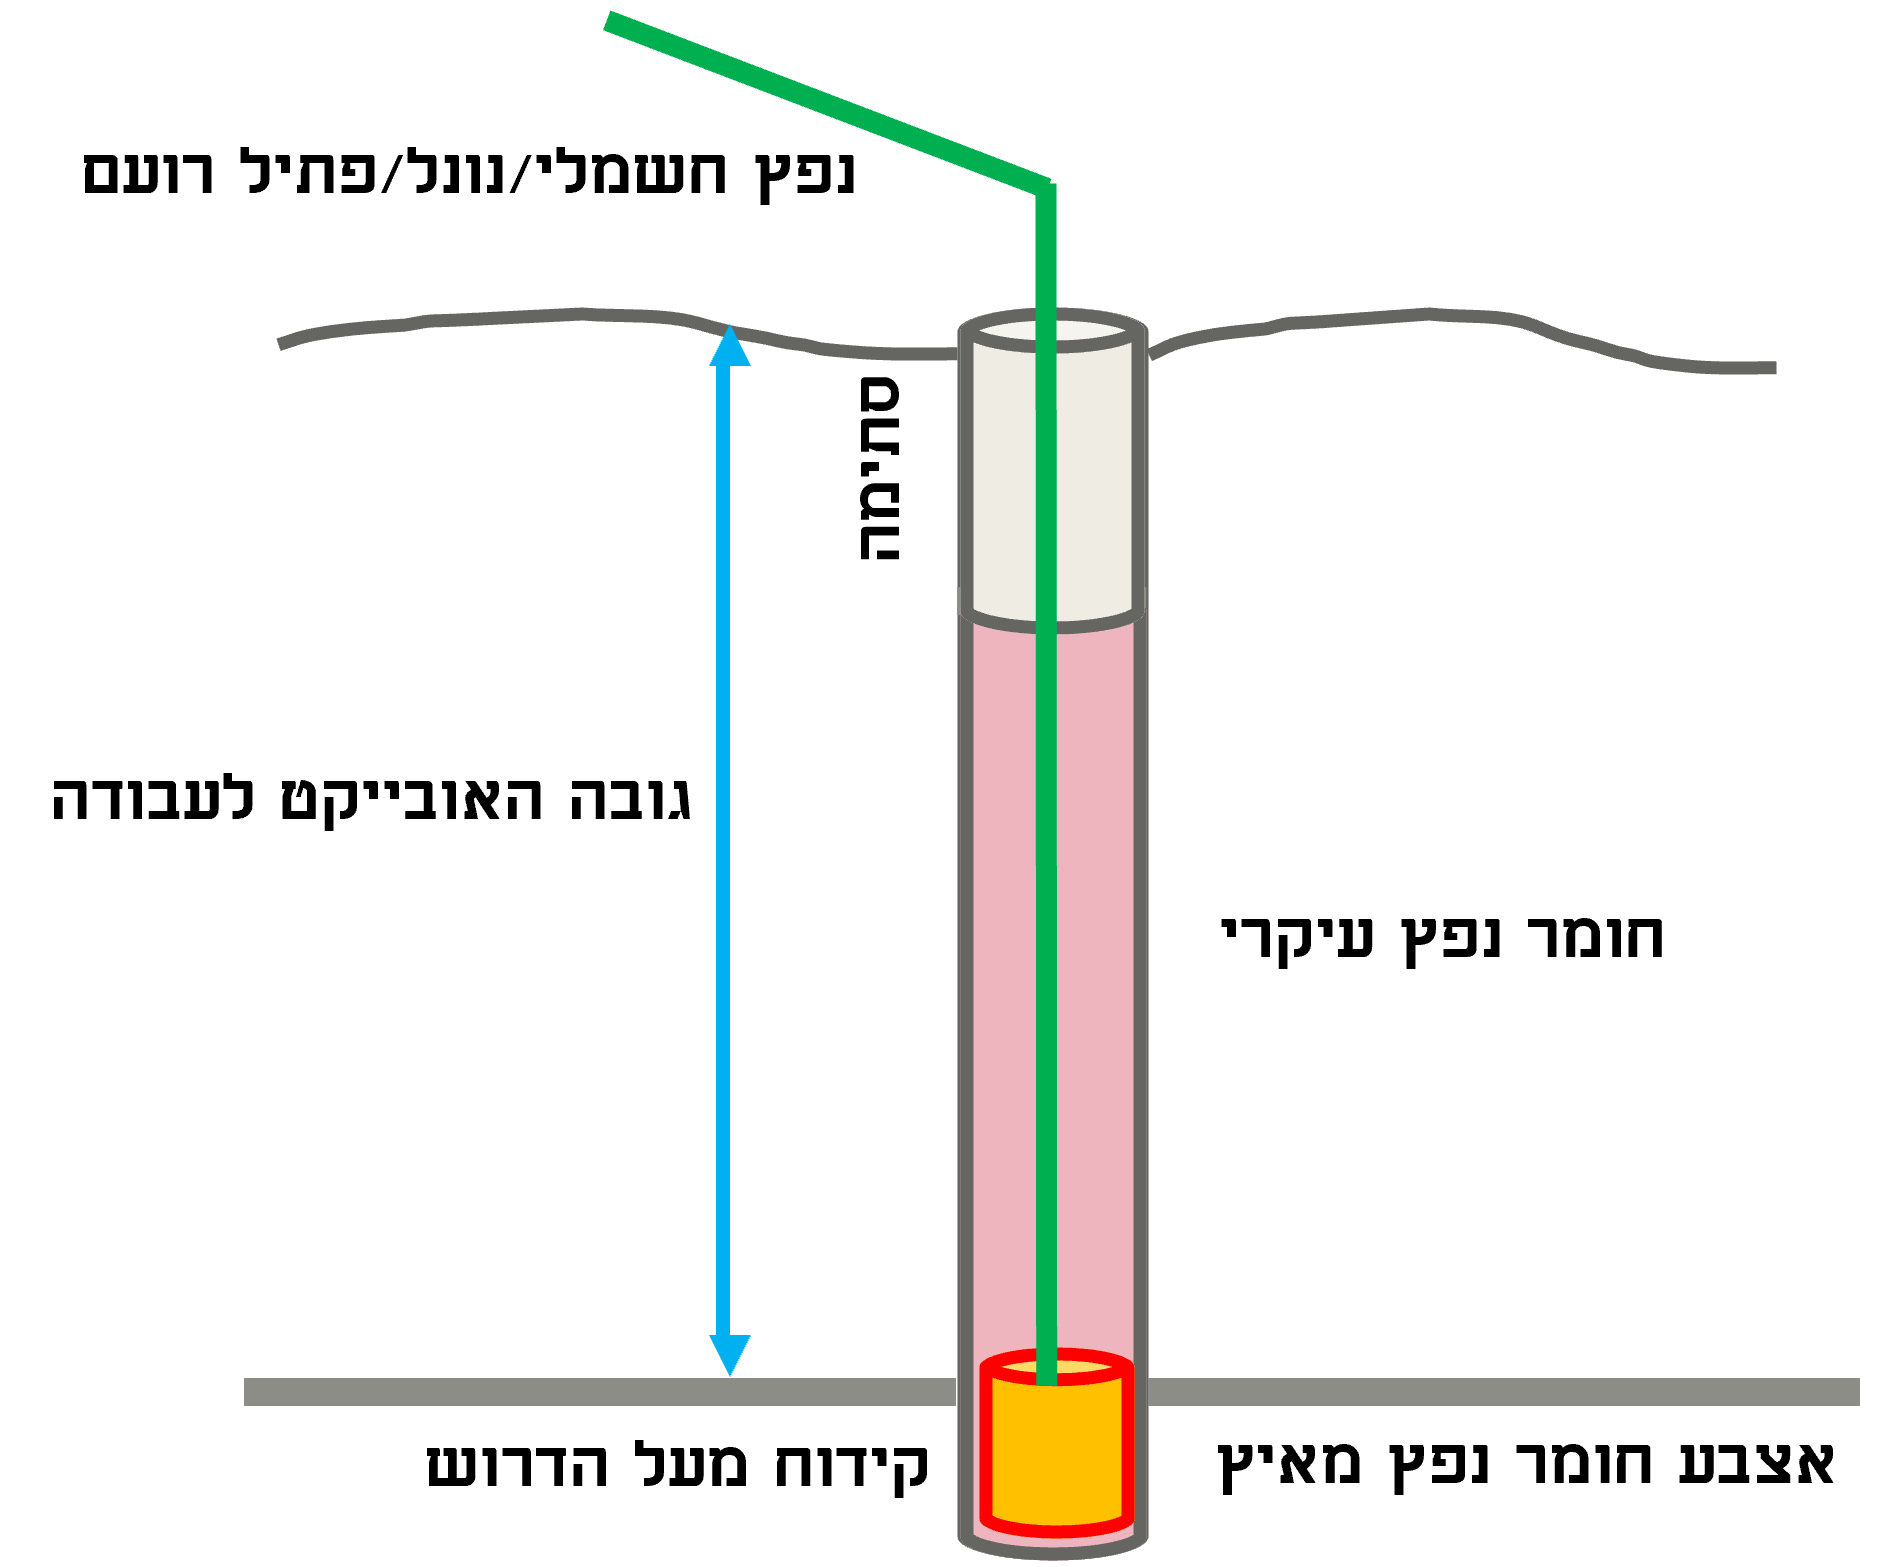 נפץ חשמלי/נונל/פתיל רועם
סתימה
גובה האובייקט לעבודה
חומר נפץ עיקרי
קידוח מעל הדרוש
אצבע חומר נפץ מאיץ